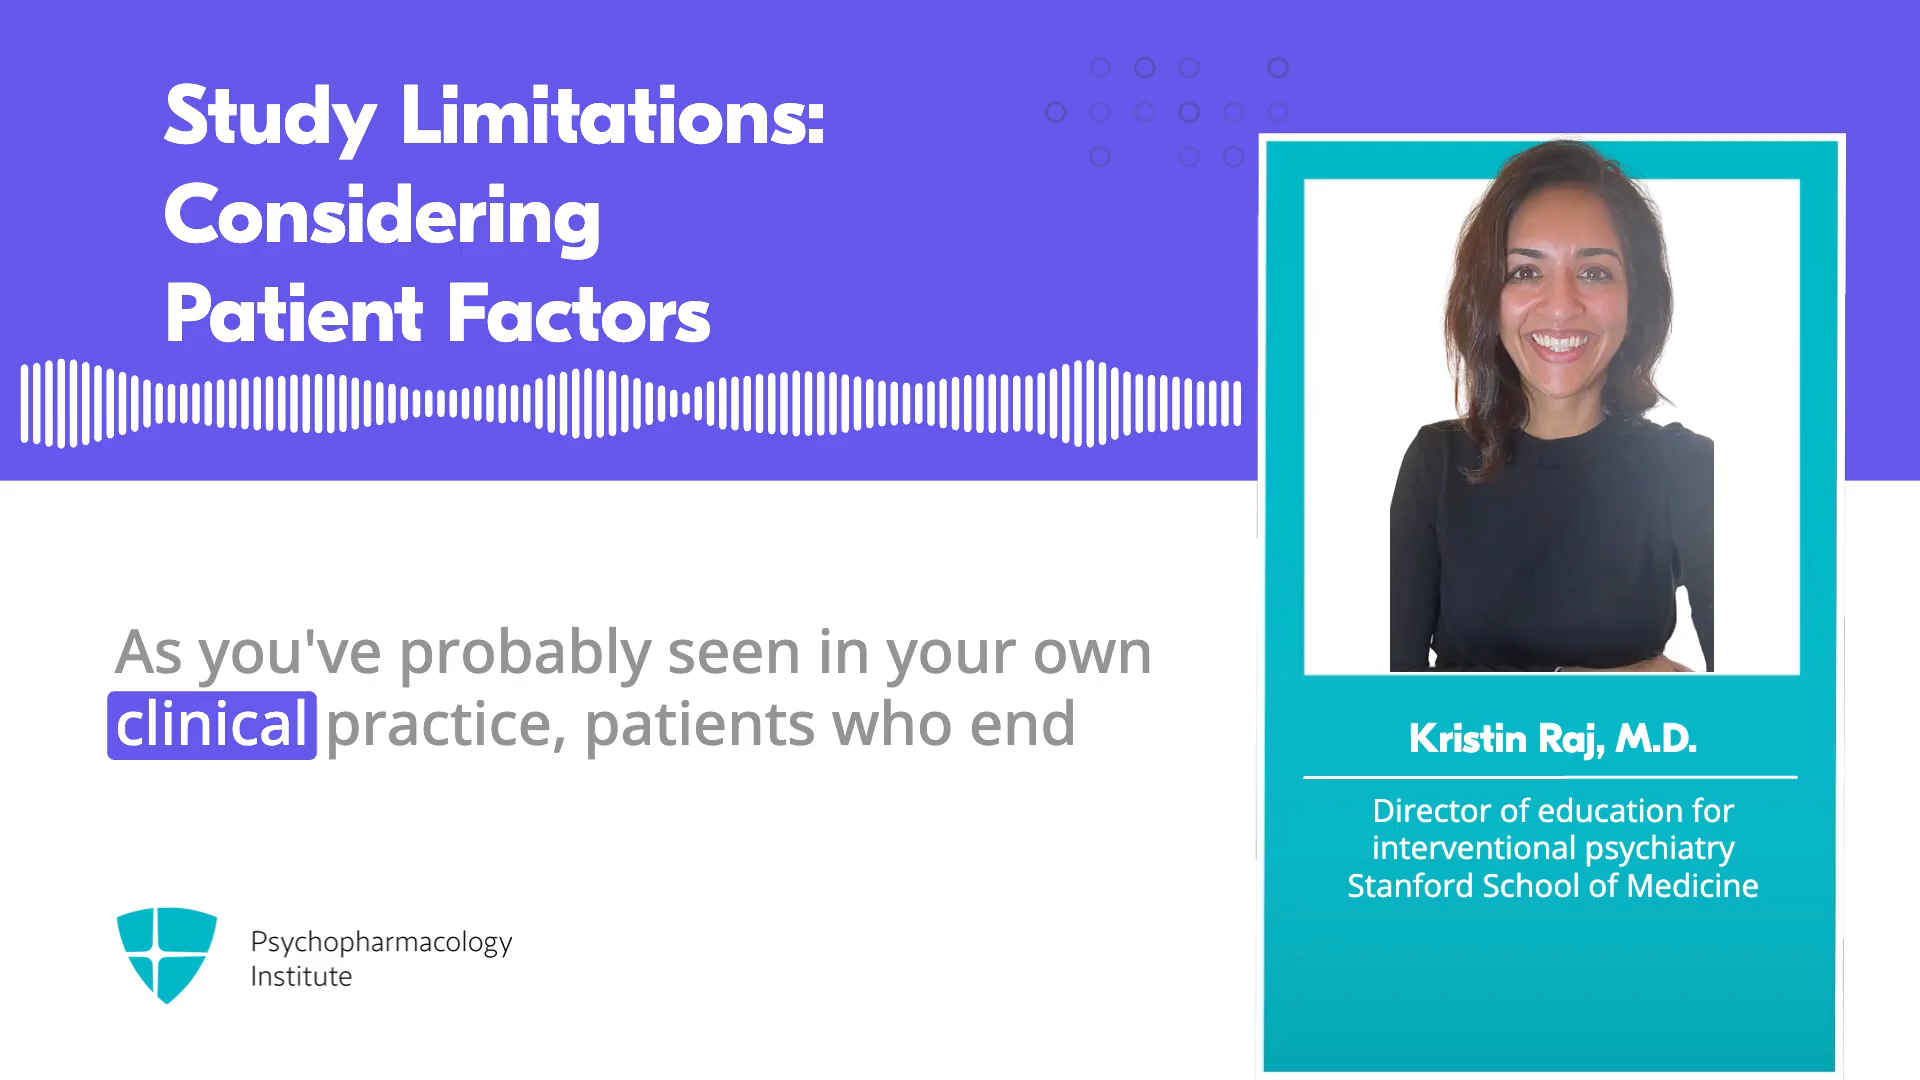 Study Limitations:
Considering
Patient Factors
As you've probably seen in your own
clinical practice, patients who end
Kristin Raj, M.D.
Director of education for
interventional psychiatry
Stanford School of Medicine
Psychopharmacology
Institute